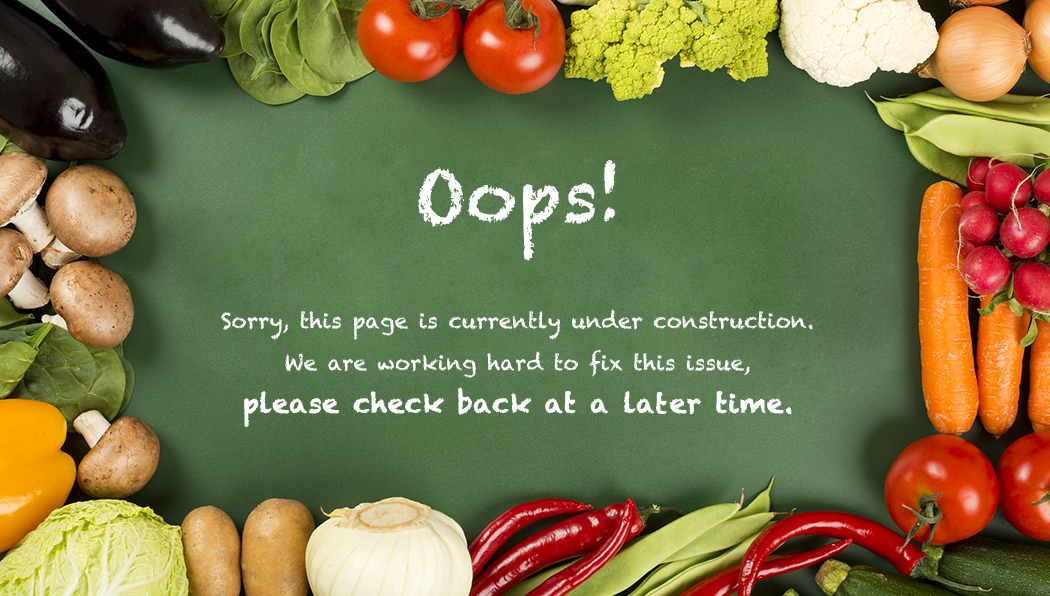 Oops!
Sorry, this page is currently under construction.
We are working hard to fix this issue,
please check back at a later time.